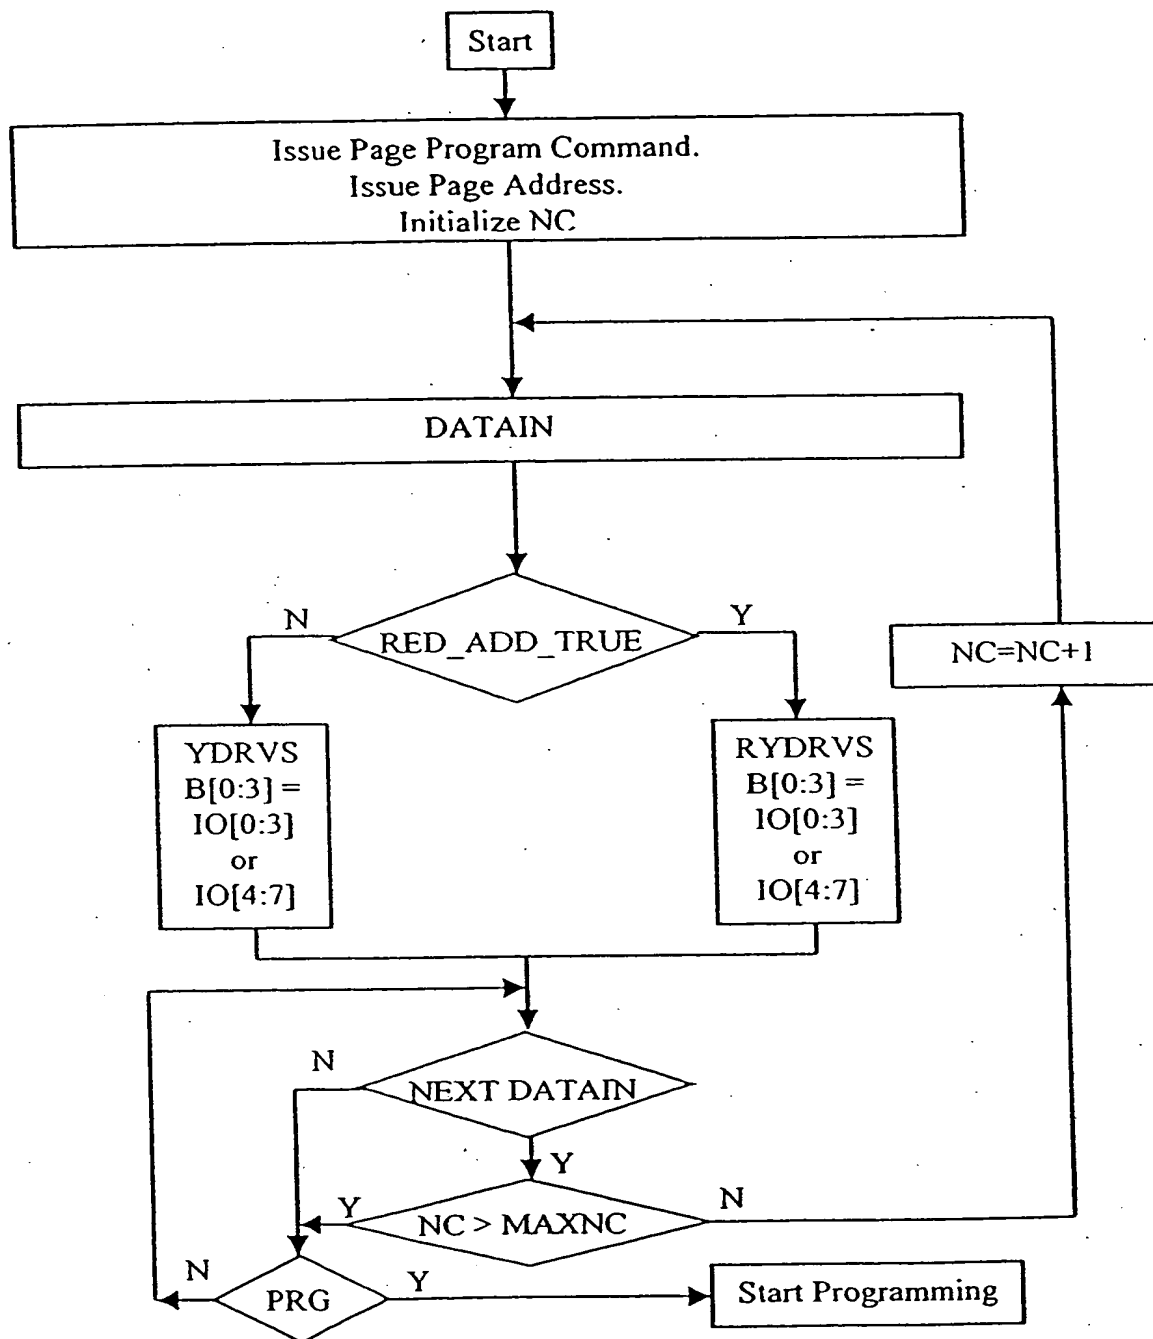 Start
Issue Page Program Command.
Issue Page Address.
Initialize NC
DATAIN
N
RED_ADD_TRUE
Y
NC=NC+1
YDRVS
B[0:3] =
IO[0:3]
or
IO[4:7]
RYDRVS
B[0:3] =
IO[0:3]
or
IO[4:7]
N
NEXT DATAIN
Y
Y
NC > MAXNC
N
N
PRG
Y
Start Programming